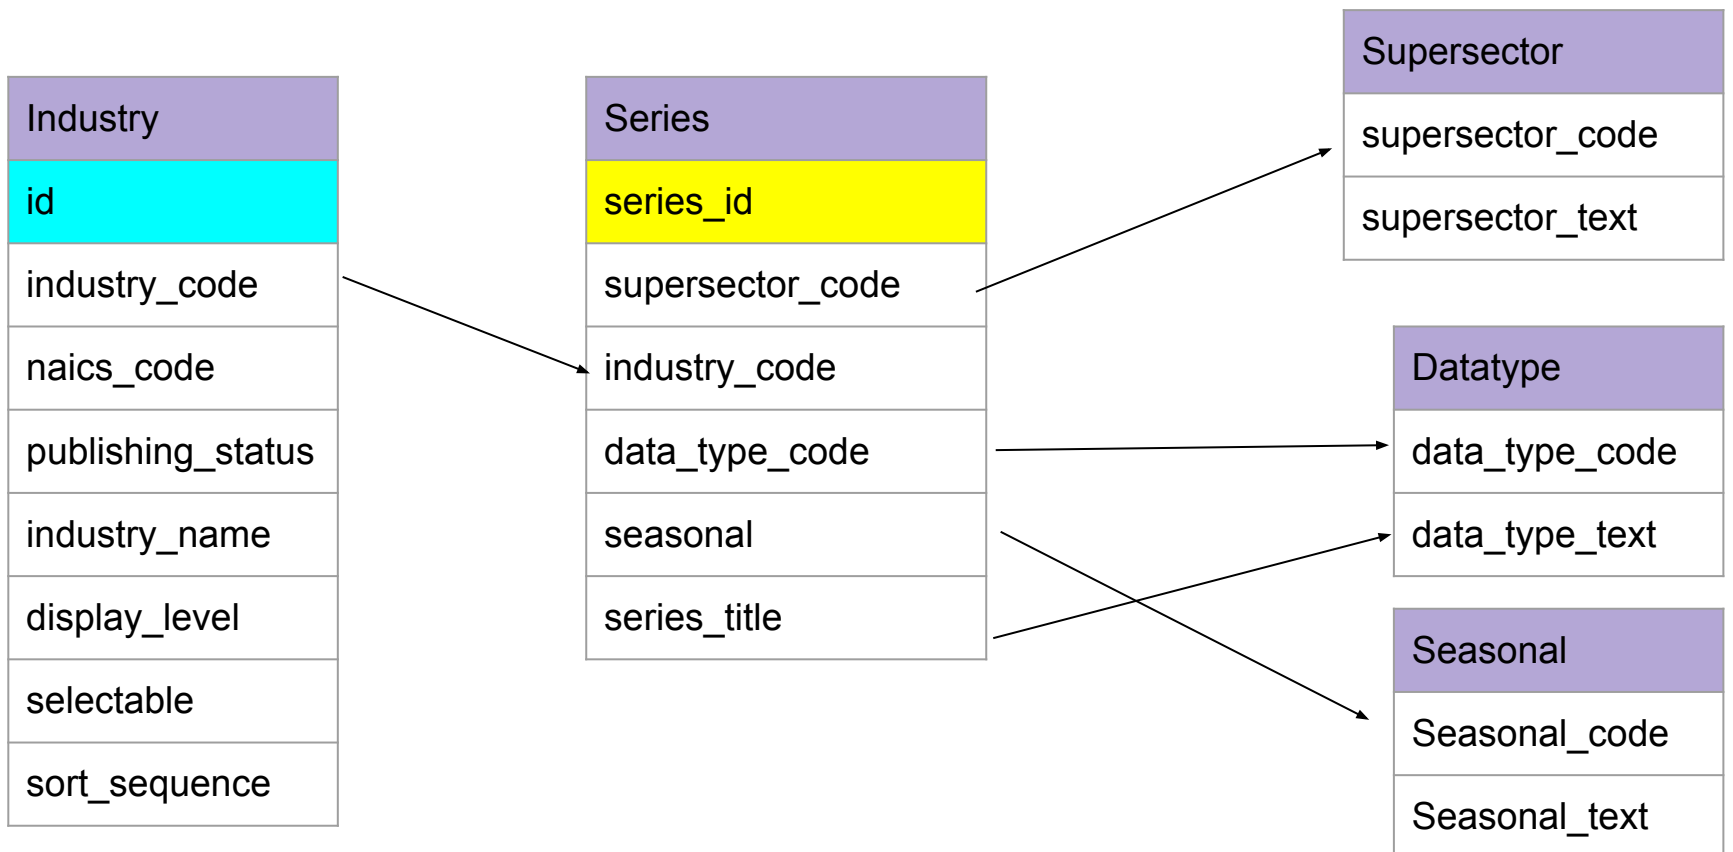 Industry
id
industry_code
naics_code
publishing_status
industry_name
display_level
selectable
sort_sequence
Series
series_id
supersector_code
industry_code
data_type_code
seasonal
series_title
Supersector
supersector_code
supersector_text
Datatype
data_type_code
data_type_text
Seasonal
Seasonal_code
Seasonal_text